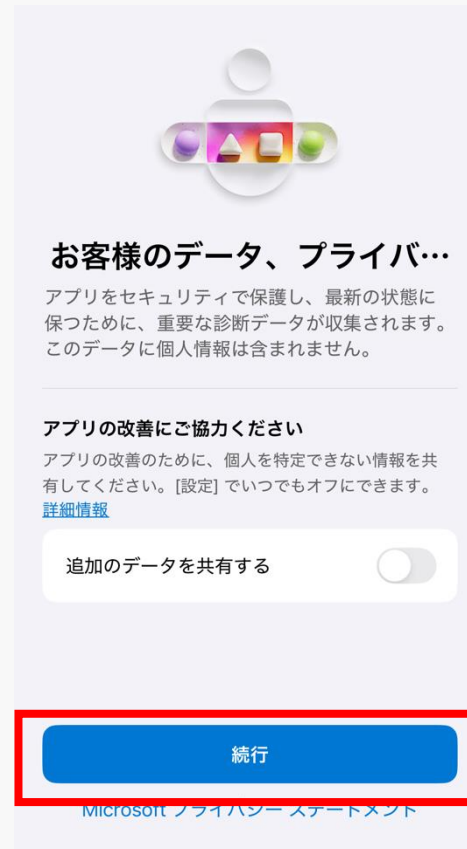 お客様のデータ、プライバ…
アプリをセキュリティで保護し、最新の状態に
保つために、重要な診断データが収集されます。
このデータに個人情報は含まれません。
アプリの改善にご協力ください
アプリの改善のために、個人を特定できない情報を共
有してください。[設定] でいつでもオフにできます。
詳細情報
追加のデータを共有する
続行
Microsoft プライバシー ステートメント